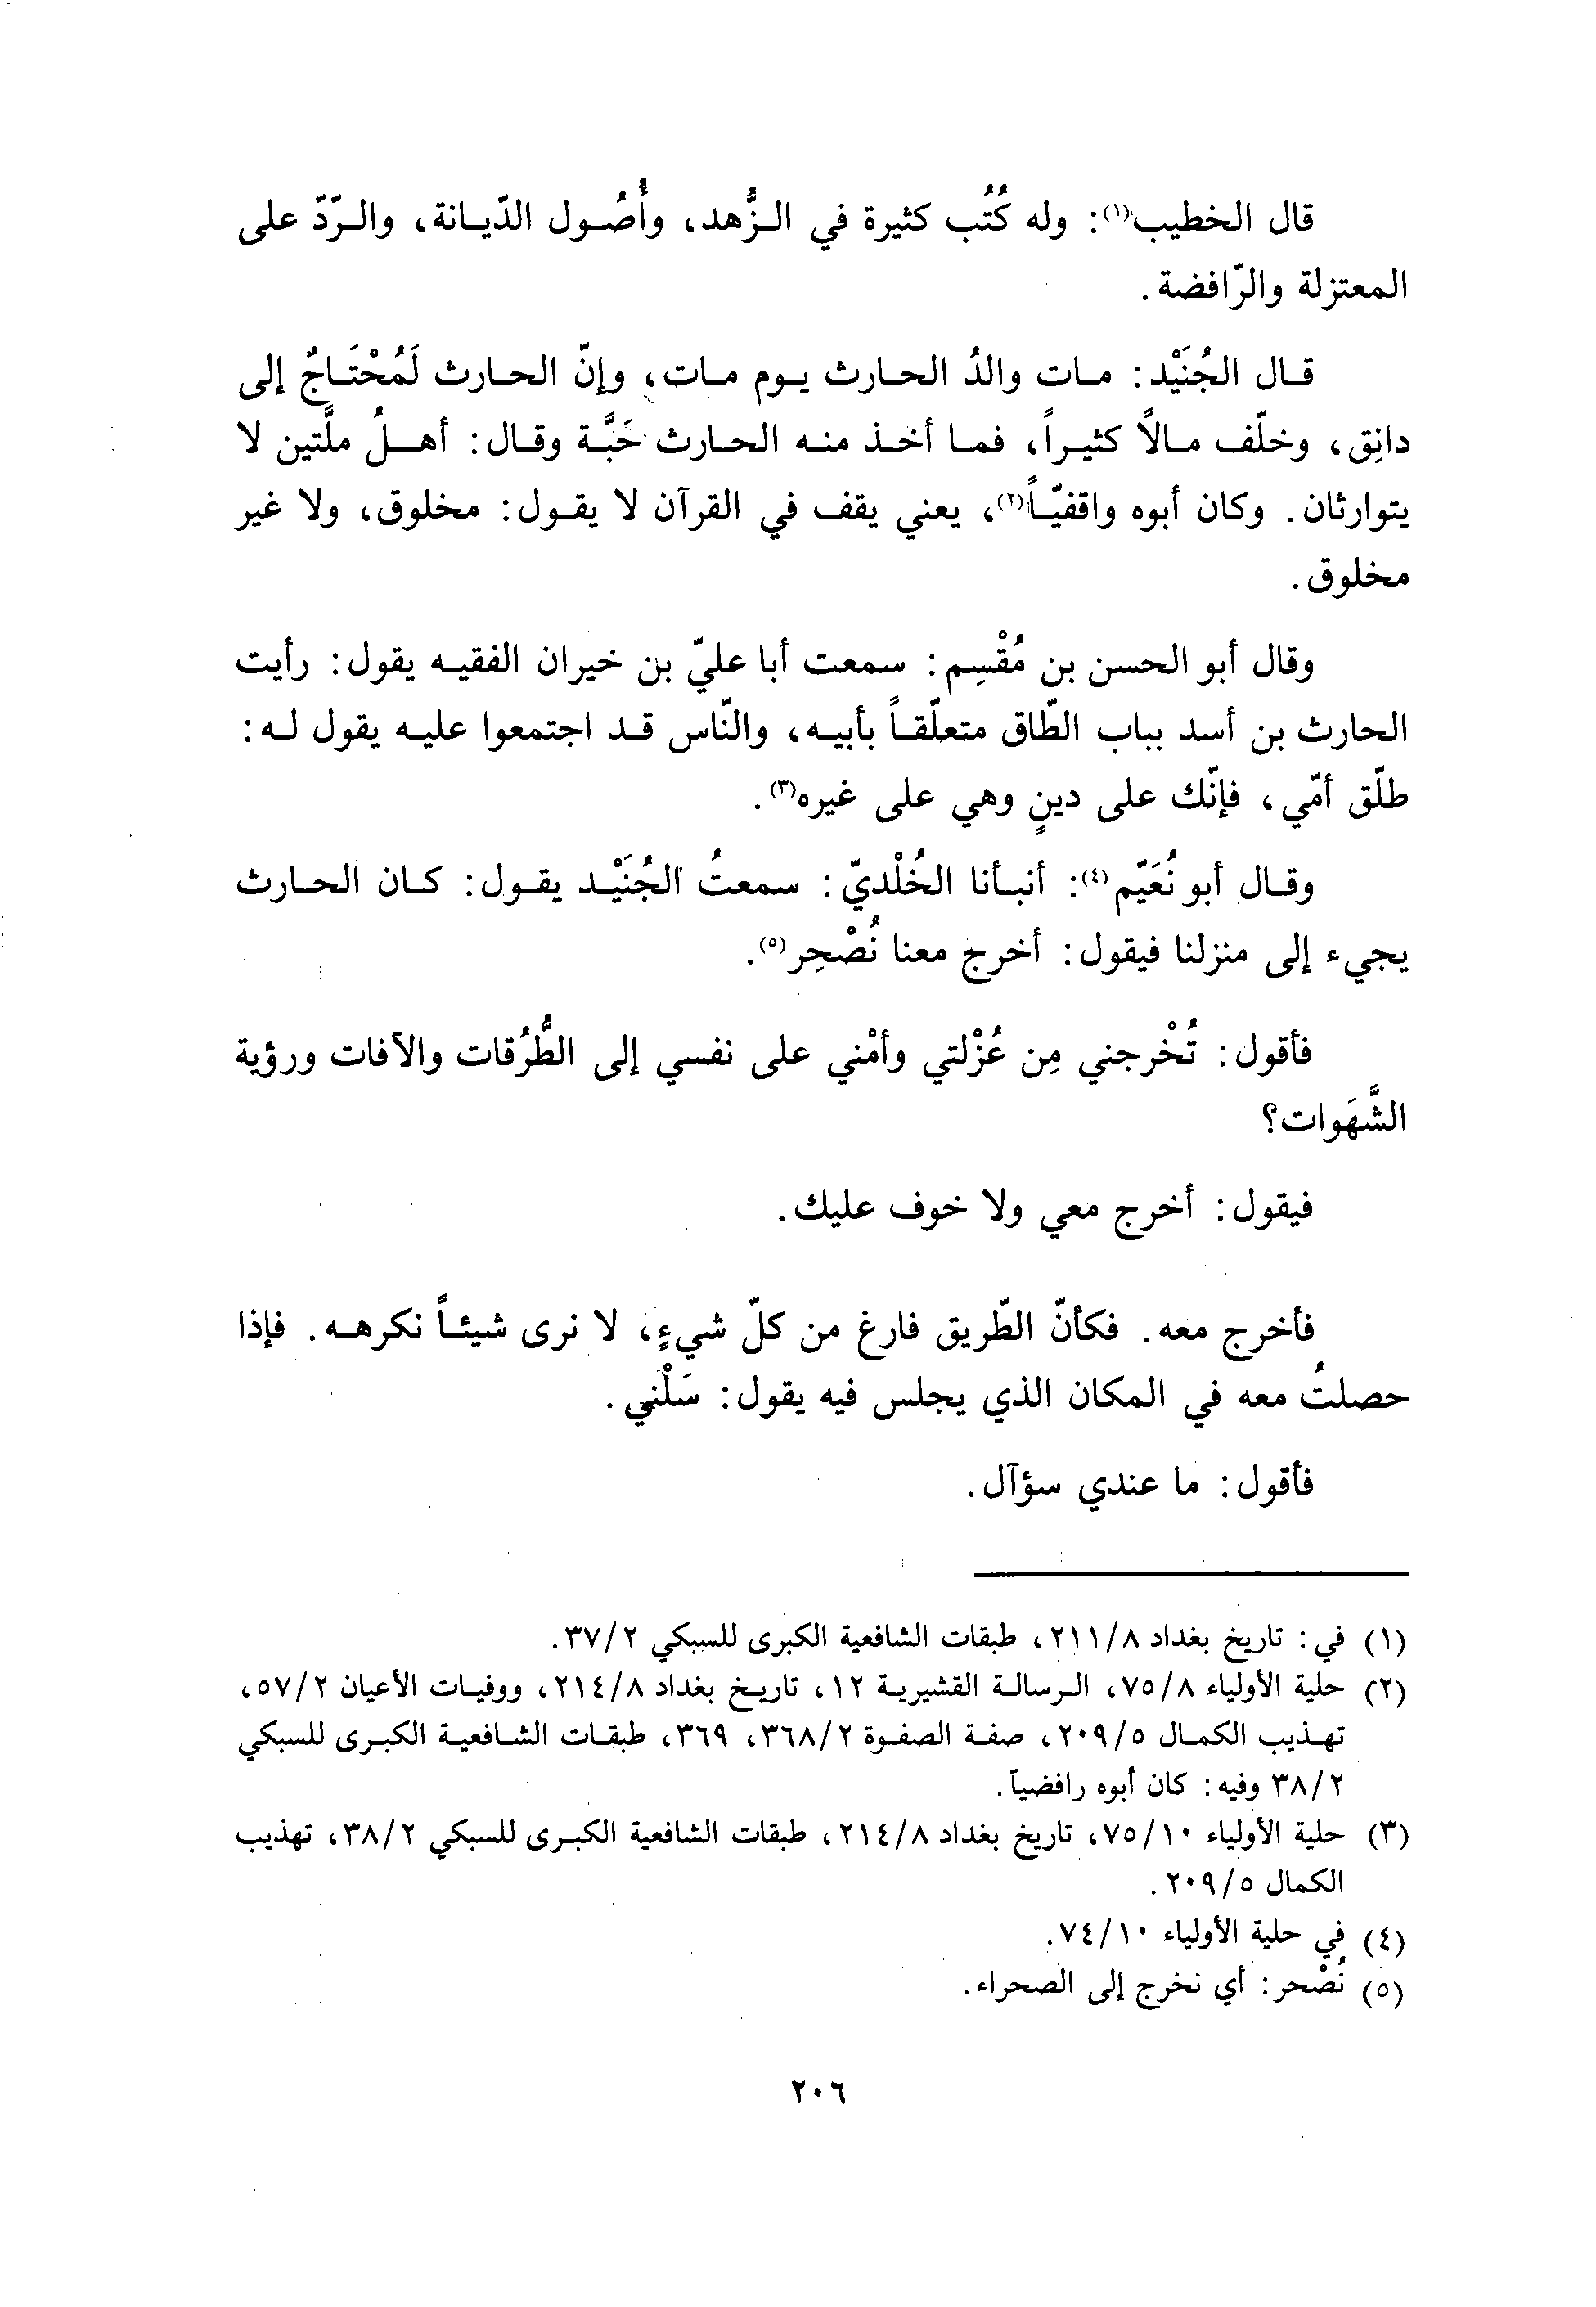 قال الخطيب(١): وله كُتُب كثيرة في الزُّهد، وأُصُول الدّيانة، والرّدّ على
المعتزلة والرّافضة.
قال الجُنَيْد: مات والدُ الحارث يوم مات، وإنّ الحارث لَمُحْتَاجٌ إلى
دانِق، وخلّف مالاً كثيراً، فما أخذ منه الحارث حَبَّة وقال: أهلُ ملَّتين لا
يتوارثان. وكان أبوه واقفيّاً(٢)، يعني يقف في القرآن لا يقول: مخلوق، ولا غير
مخلوق.
وقال أبو الحسن بن مُقْسِم: سمعت أبا عليّ بن خيران الفقيه يقول: رأيت
الحارث بن أسد بباب الطّاق متعلّقاً بأبيه، والنّاس قد اجتمعوا عليه يقول له:
طلّق أمّي، فإنّك على دينٍ وهي على غيره(٣).
وقال أبو نُعَيّم(٤): أنبأنا الخُلْديّ: سمعتُ الجُنَيْد يقول: كان الحارث
يجيء إلى منزلنا فيقول: أخرج معنا نُصْحِر(٥).
فأقول: تُخْرجني مِن عُزْلتي وأمْني على نفسي إلى الطُّرُقات والآفات ورؤية
الشَّهَوات؟
فيقول: أخرج معي ولا خوف عليك.
فأخرج معه. فكأنّ الطّريق فارغ من كلّ شيءٍ، لا نرى شيئاً نكرهه. فإذا
حصلتُ معه في المكان الذي يجلس فيه يقول: سَلْني.
فأقول: ما عندي سؤآل.
(١) في: تاريخ بغداد ٢١١/٨، طبقات الشافعية الكبرى للسبكي ٣٧/٢.
(٢) حلية الأولياء ٧٥/٨، الرسالة القشيرية ١٢، تاريخ بغداد ٢١٤/٨، ووفيات الأعيان ٥٧/٢،
تهذيب الكمال ٢٠٩/٥، صفة الصفوة ٣٦٨/٢، ٣٦٩، طبقات الشافعية الكبرى للسبكي
٣٨/٢ وفيه: كان أبوه رافضياً.
(٣) حلية الأولياء ٧٥/١٠، تاريخ بغداد ٢١٤/٨، طبقات الشافعية الكبرى للسبكي ٣٨/٢، تهذيب
الكمال ٢٠٩/٥.
(٤) في حلية الأولياء ٧٤/١٠.
(٥) نُصْحر: أي نخرج إلى الصحراء.
٢٠٦